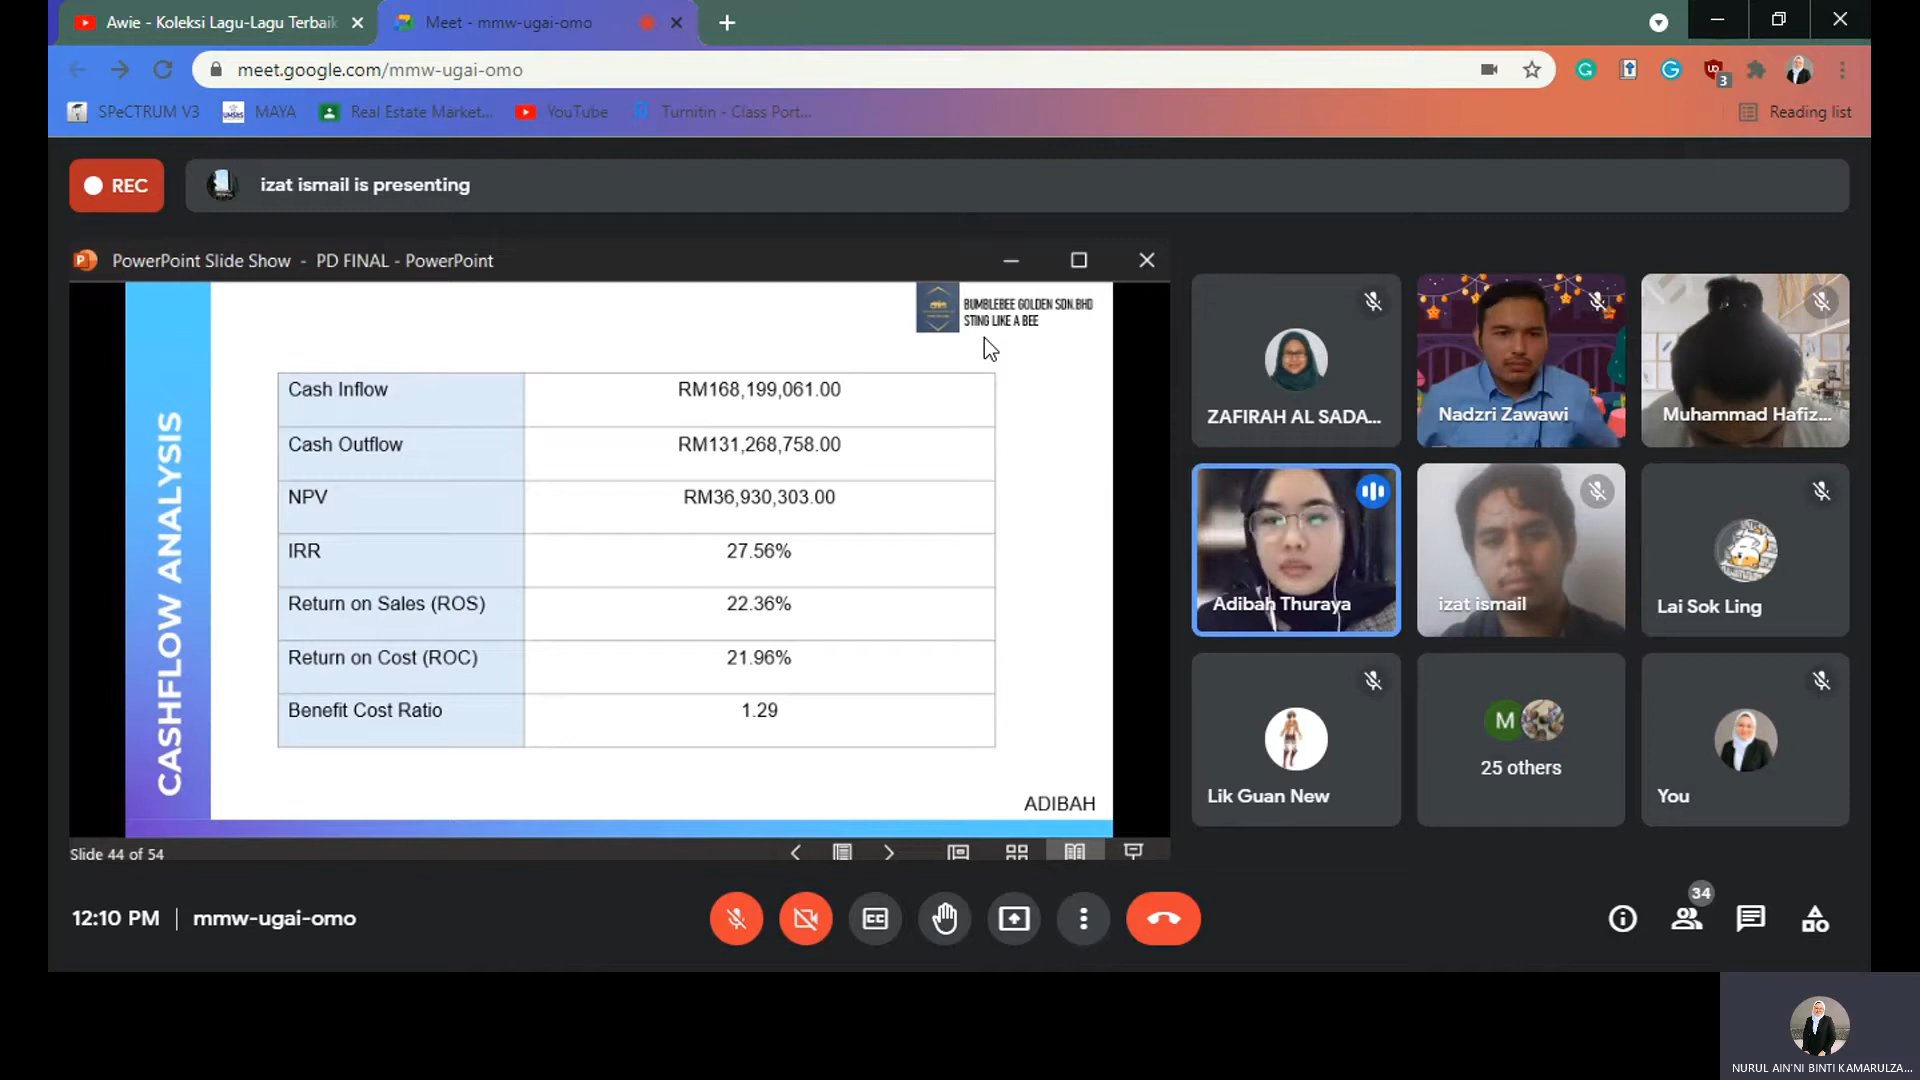 Awie - Koleksi Lagu-Lagu Terbaik
Meet - mmw-ugai-omo
meet.google.com/mmw-ugai-omo
3
SPeCTRUM V3
MAYA
Real Estate Market...
YouTube
Turnitin - Class Port...
Reading list
REC
izat ismail is presenting
PowerPoint Slide Show - PD FINAL - PowerPoint
BUMBLEBEE GOLDEN SDN.BHD
STING LIKE A BEE
CASHFLOW ANALYSIS
Cash Inflow RM168,199,061.00
Cash Outflow RM131,268,758.00
NPV RM36,930,303.00
IRR 27.56%
Return on Sales (ROS) 22.36%
Return on Cost (ROC) 21.96%
Benefit Cost Ratio 1.29
ADIBAH
Slide 44 of 54
ZAFIRAH AL SADA...
Nadzri Zawawi
Muhammad Hafiz...
Adibah Thuraya
izat ismail
Lai Sok Ling
Lik Guan New
M
25 others
You
12:10 PM | mmw-ugai-omo
CC
34
NURUL AIN'NI BINTI KAMARULZA...